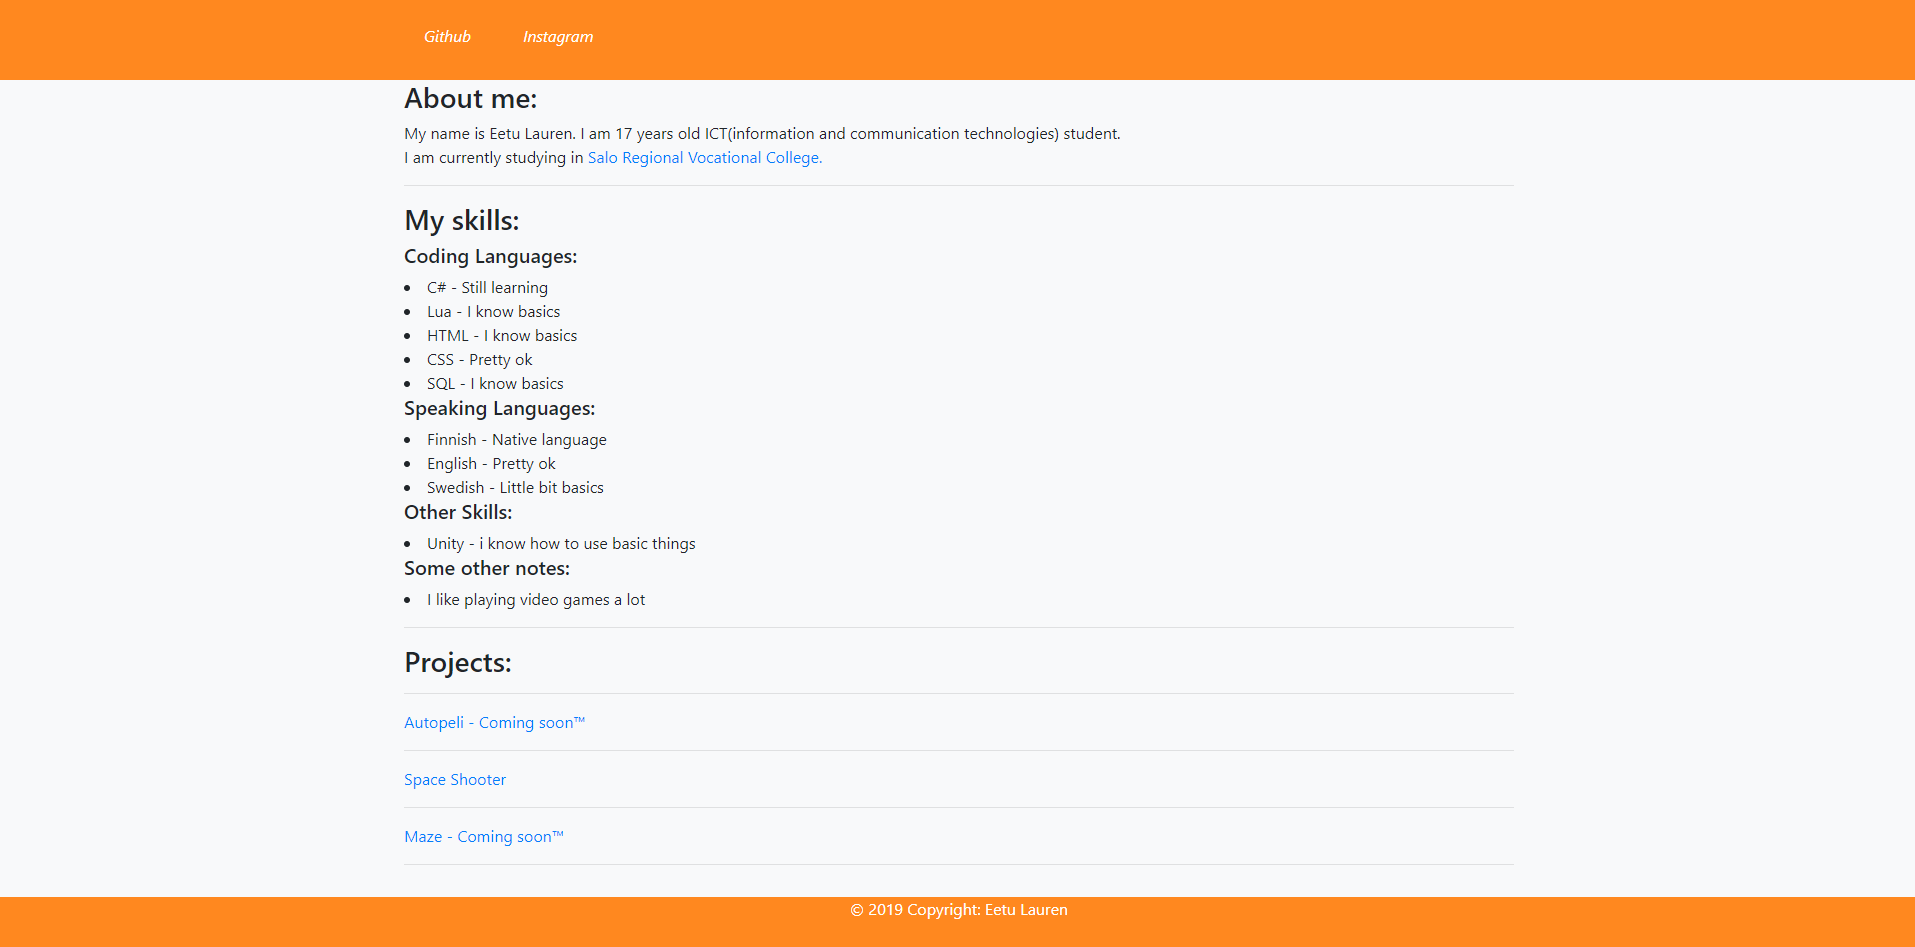 Github Instagram
About me:
My name is Eetu Lauren. I am 17 years old ICT(information and communication technologies) student.
I am currently studying in Salo Regional Vocational College.
My skills:
Coding Languages:
C# - Still learning
Lua - I know basics
HTML - I know basics
CSS - Pretty ok
SQL - I know basics
Speaking Languages:
Finnish - Native language
English - Pretty ok
Swedish - Little bit basics
Other Skills:
Unity - i know how to use basic things
Some other notes:
I like playing video games a lot
Projects:
Autopeli - Coming soon™
Space Shooter
Maze - Coming soon™
© 2019 Copyright: Eetu Lauren